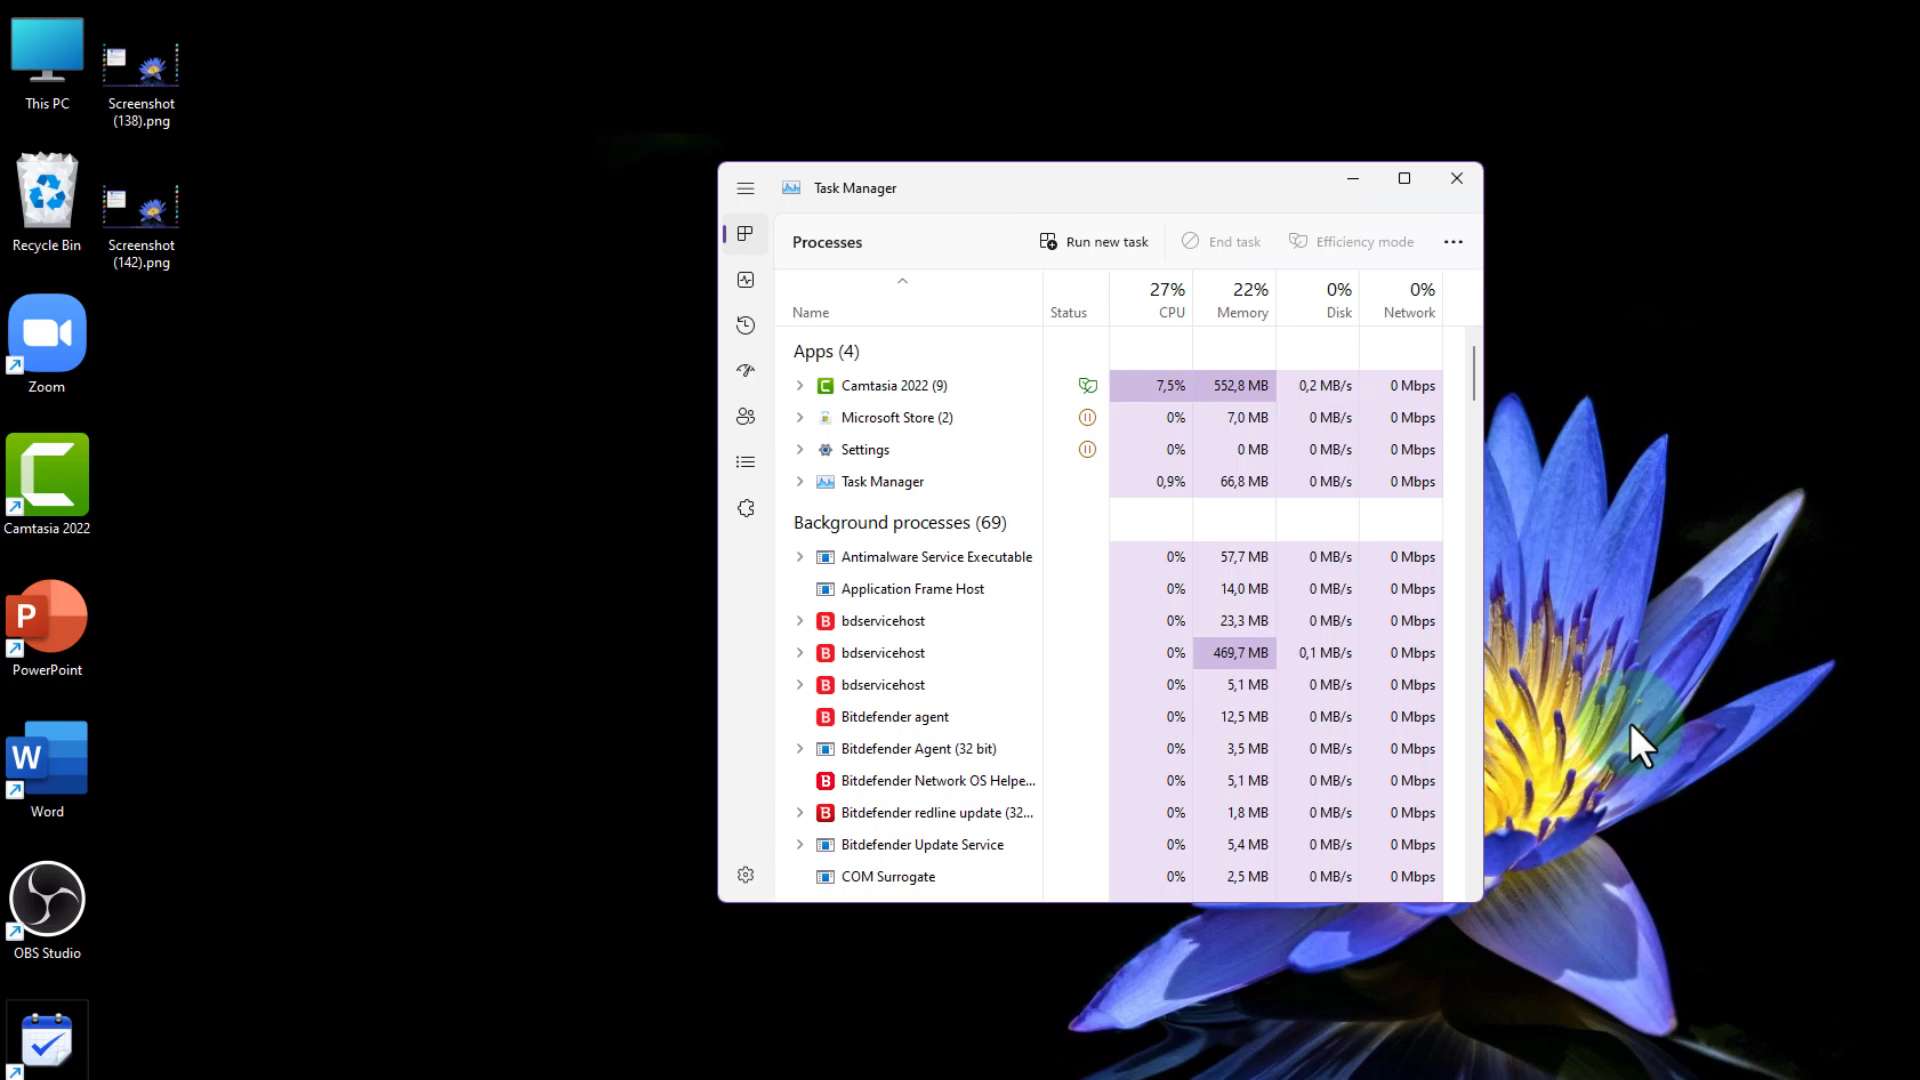 This PC
Screenshot
(138).png
Recycle Bin
Screenshot
(142).png
Zoom
Camtasia 2022
PowerPoint
Word
OBS Studio
Task Manager
Processes
Run new task
End task
Efficiency mode
Name
Status
27%
CPU
22%
Memory
0%
Disk
0%
Network
Apps (4)
Camtasia 2022 (9) 7,5% 552,8 MB 0,2 MB/s 0 Mbps
Microsoft Store (2) 0% 7,0 MB 0 MB/s 0 Mbps
Settings 0% 0 MB 0 MB/s 0 Mbps
Task Manager 0,9% 66,8 MB 0 MB/s 0 Mbps
Background processes (69)
Antimalware Service Executable 0% 57,7 MB 0 MB/s 0 Mbps
Application Frame Host 0% 14,0 MB 0 MB/s 0 Mbps
bdservicehost 0% 23,3 MB 0 MB/s 0 Mbps
bdservicehost 0% 469,7 MB 0,1 MB/s 0 Mbps
bdservicehost 0% 5,1 MB 0 MB/s 0 Mbps
Bitdefender agent 0% 12,5 MB 0 MB/s 0 Mbps
Bitdefender Agent (32 bit) 0% 3,5 MB 0 MB/s 0 Mbps
Bitdefender Network OS Helpe... 0% 5,1 MB 0 MB/s 0 Mbps
Bitdefender redline update (32... 0% 1,8 MB 0 MB/s 0 Mbps
Bitdefender Update Service 0% 5,4 MB 0 MB/s 0 Mbps
COM Surrogate 0% 2,5 MB 0 MB/s 0 Mbps